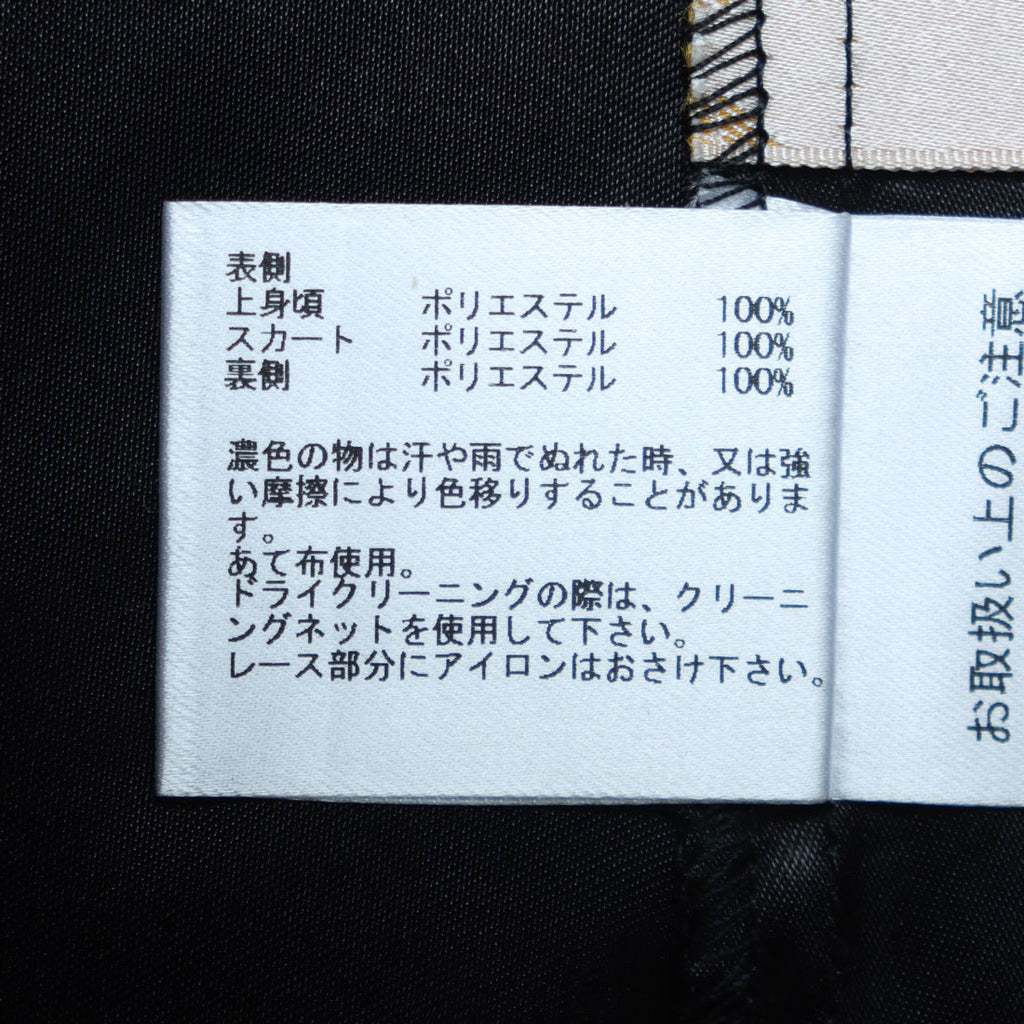 表側
上身頃 ポリエステル 100%
スカート ポリエステル 100%
裏側 ポリエステル 100%
濃色の物は汗や雨でぬれた時、又は強
い摩擦により色移りすることがありま
す。
あて布使用。
ドライクリーニングの際は、クリーニ
ングネットを使用して下さい。
レース部分にアイロンはおさけ下さい。
お取扱い上のご注意